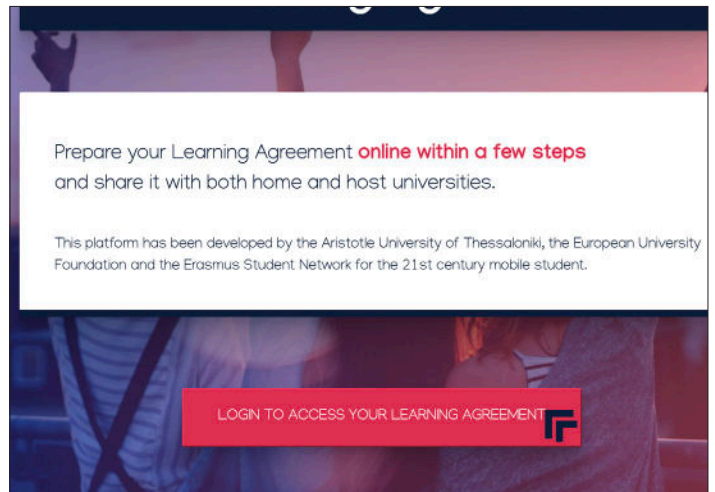 Prepare your Learning Agreement online within a few steps
and share it with both home and host universities.
This platform has been developed by the Aristotle University of Thessaloniki, the European University
Foundation and the Erasmus Student Network for the 21st century mobile student.
LOGIN TO ACCESS YOUR LEARNING AGREEMENT